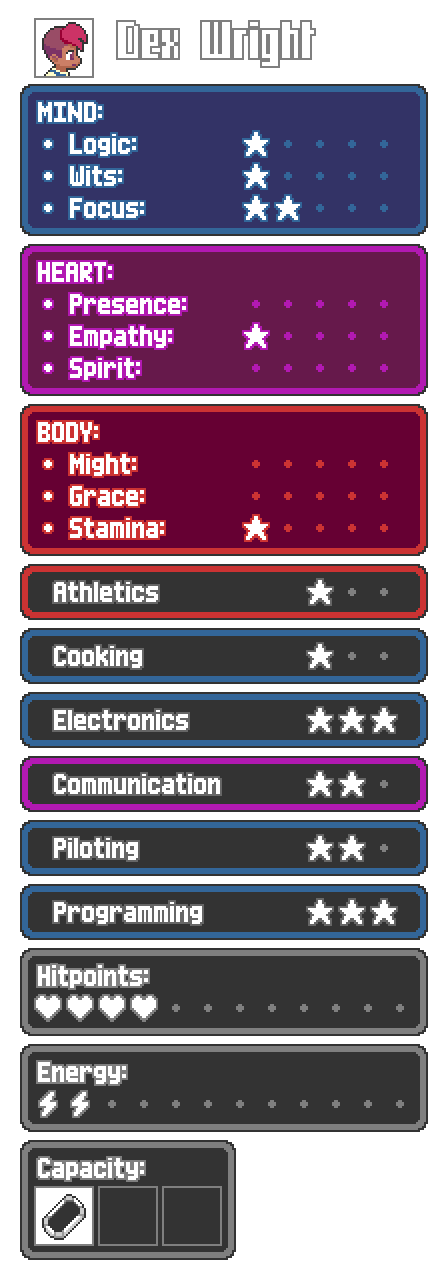 Dex Wright
MIND:
• Logic:
• Wits:
• Focus:
HEART:
• Presence:
• Empathy:
• Spirit:
BODY:
• Might:
• Grace:
• Stamina:
Athletics
Cooking
Electronics
Communication
Piloting
Programming
Hitpoints:
Energy:
Capacity: